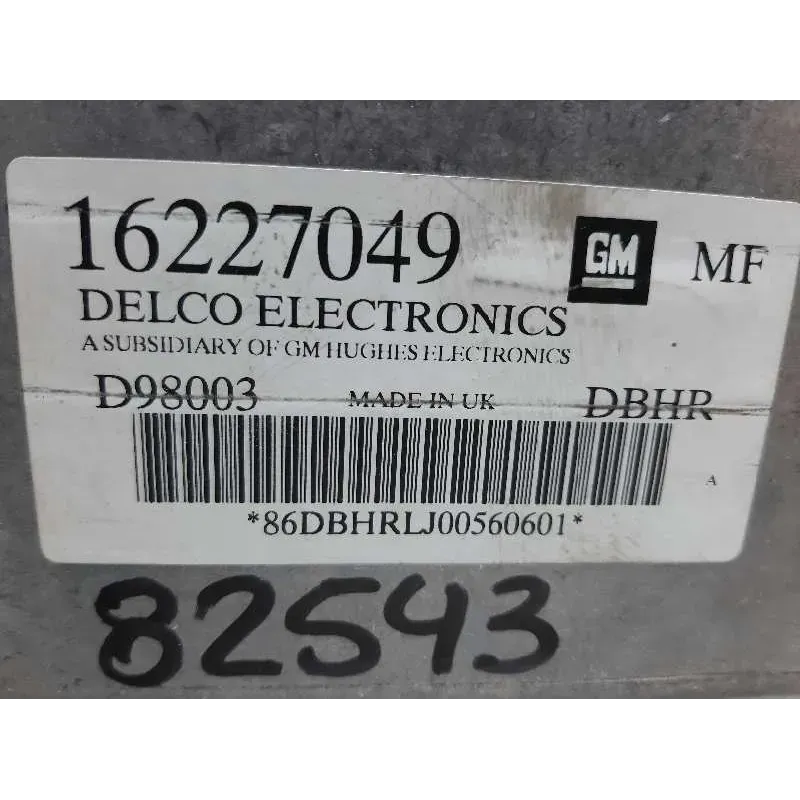 16227049 GM MF
DELCO ELECTRONICS
A SUBSIDIARY OF GM HUGHES ELECTRONICS
D98003 MADE IN UK DBHR
A
*86DBHRLJ00560601*
82543